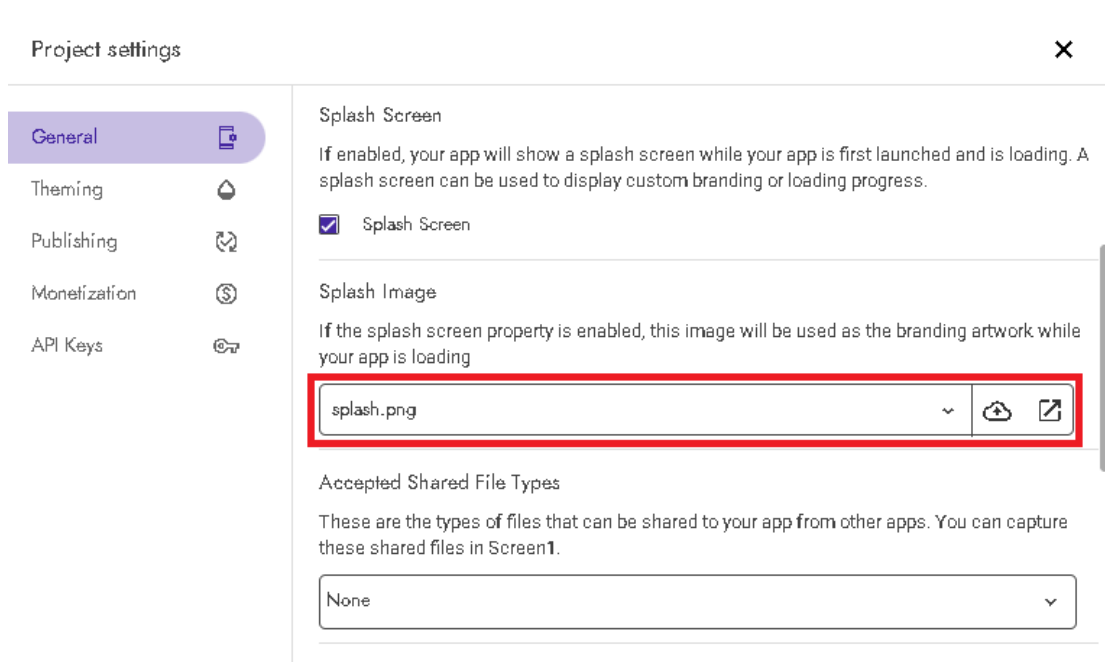 Project settings
General
Theming
Publishing
Monetization
API Keys
Splash Screen
If enabled, your app will show a splash screen while your app is first launched and is loading. A
splash screen can be used to display custom branding or loading progress.
Splash Screen
Splash Image
If the splash screen property is enabled, this image will be used as the branding artwork while
your app is loading
splash.png
Accepted Shared File Types
These are the types of files that can be shared to your app from other apps. You can capture
these shared files in Screen1.
None